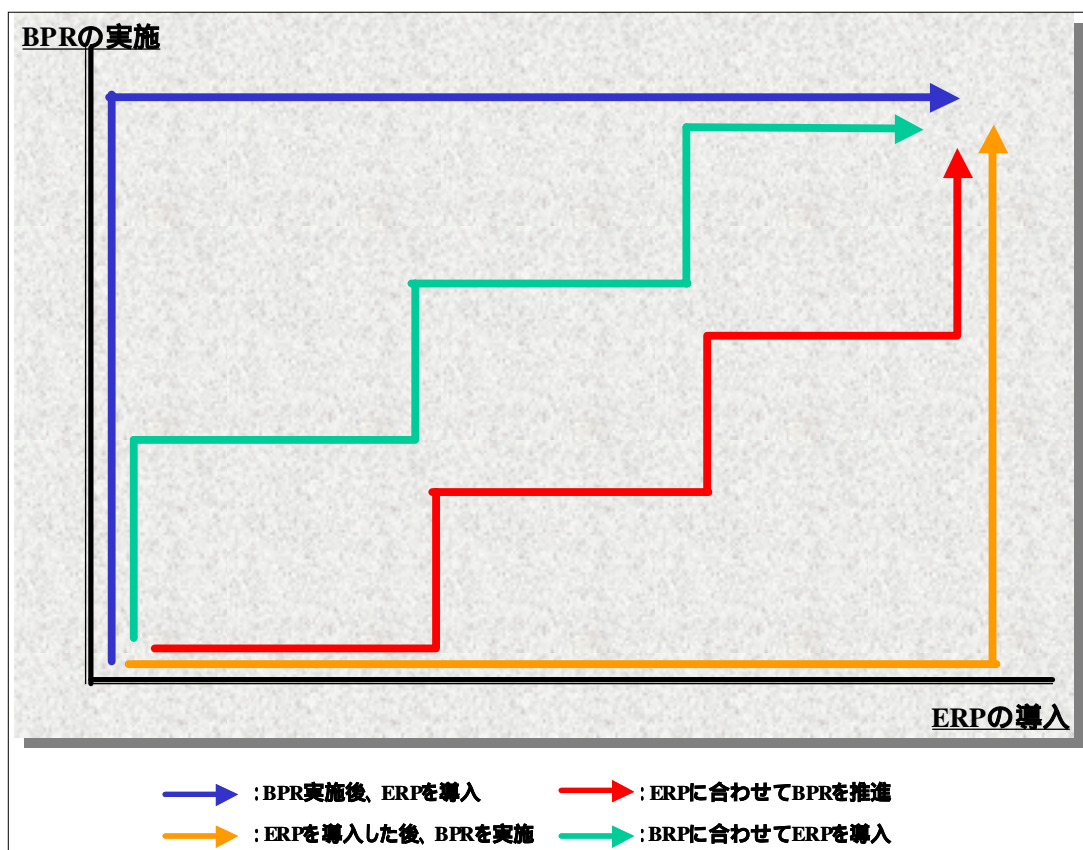 BPRの実施
ERPの導入
:BPR実施後、ERPを導入
:ERPに合わせてBPRを推進
:ERPを導入した後、BPRを実施
:BRPに合わせてERPを導入